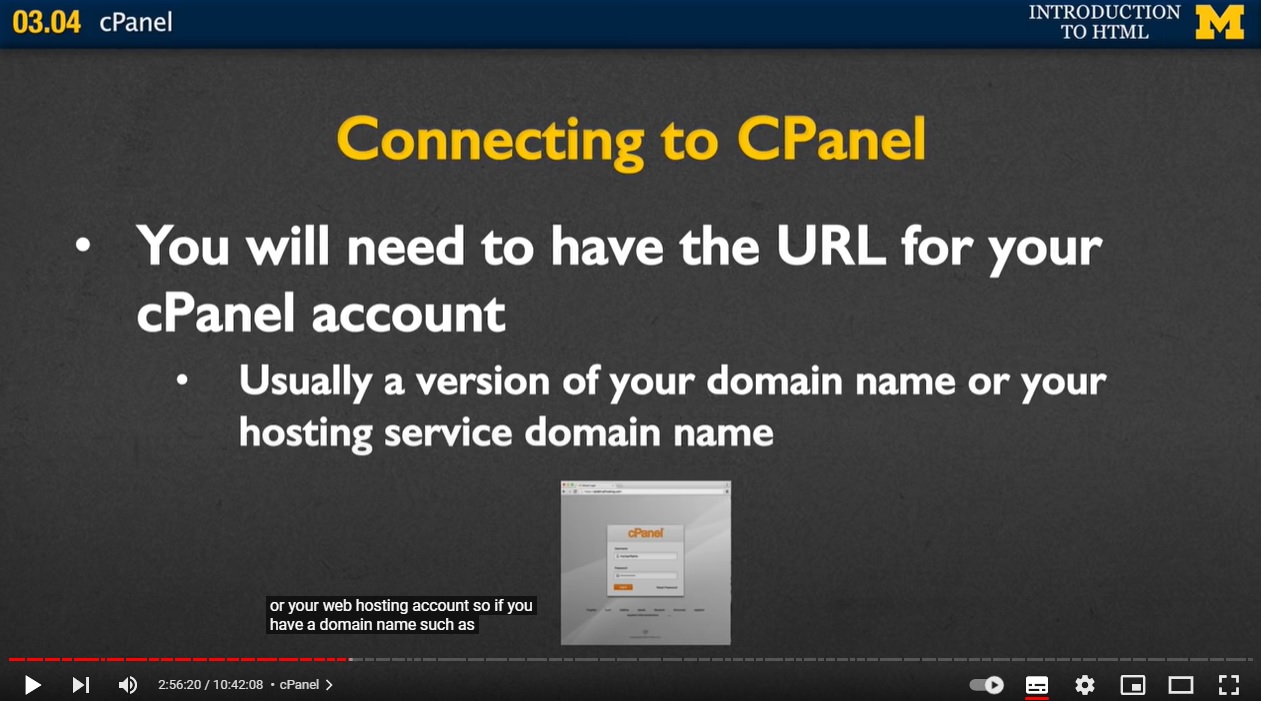 03.04 cPanel
INTRODUCTION
TO HTML
M
Connecting to CPanel
• You will need to have the URL for your
cPanel account
• Usually a version of your domain name or your
hosting service domain name
cPanel
or your web hosting account so if you
have a domain name such as
2:56:20 / 10:42:08 • cPanel